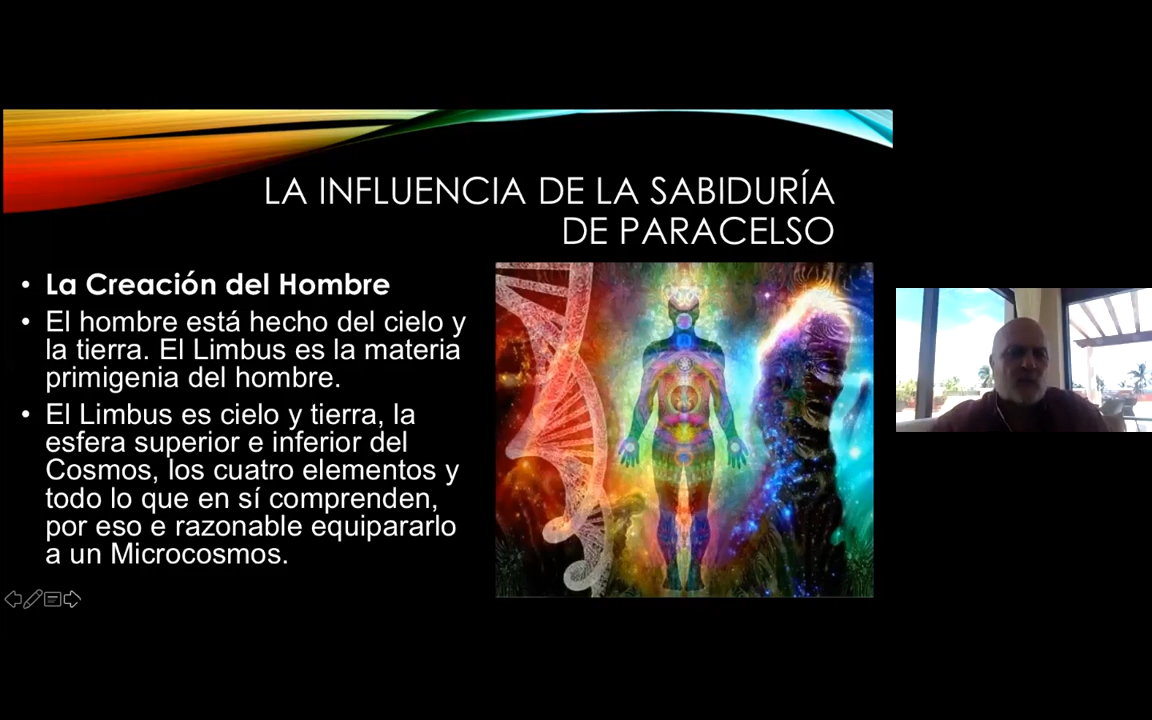 LA INFLUENCIA DE LA SABIDURÍA
DE PARACELSO
• La Creación del Hombre
• El hombre está hecho del cielo y
la tierra. El Limbus es la materia
primigenia del hombre.
• El Limbus es cielo y tierra, la
esfera superior e inferior del
Cosmos, los cuatro elementos y
todo lo que en sí comprenden,
por eso e razonable equipararlo
a un Microcosmos.